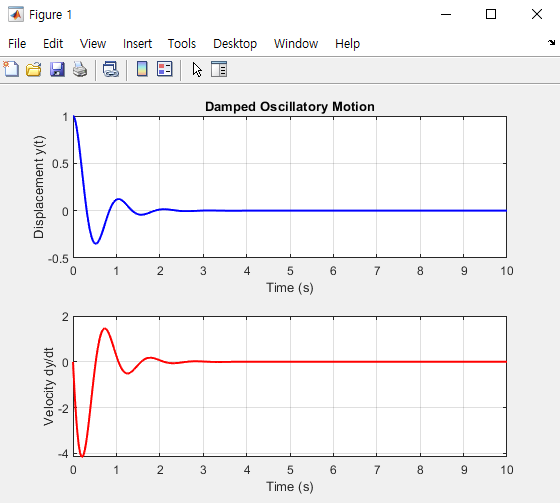 Figure 1
File Edit View Insert Tools Desktop Window Help
Damped Oscillatory Motion
Displacement y(t)
1
0.5
0
-0.5
0 1 2 3 4 5 6 7 8 9 10
Time (s)
Velocity dy/dt
2
0
-2
-4
0 1 2 3 4 5 6 7 8 9 10
Time (s)